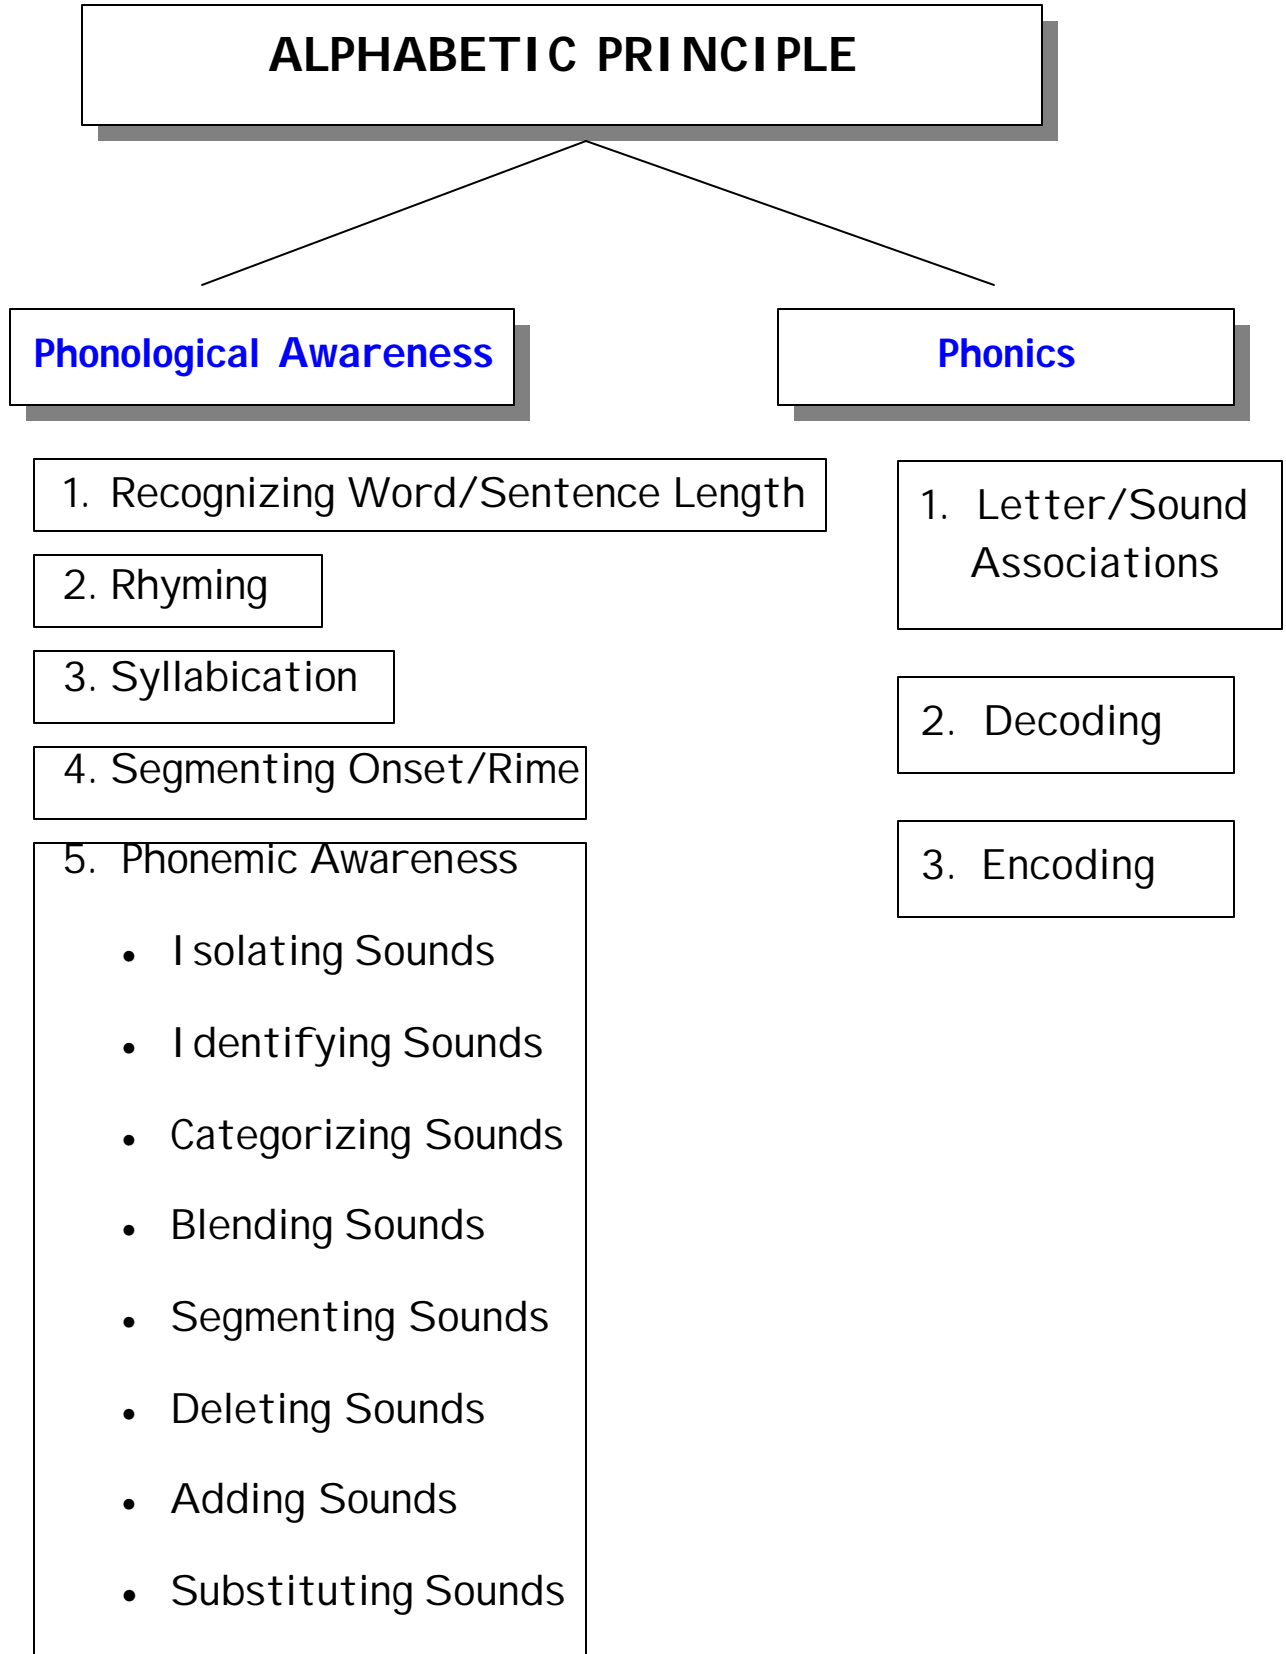 ALPHABETIC PRINCIPLE
Phonological Awareness
1. Recognizing Word/Sentence Length
2. Rhyming
3. Syllabication
4. Segmenting Onset/Rime
5. Phonemic Awareness
• Isolating Sounds
• Identifying Sounds
• Categorizing Sounds
• Blending Sounds
• Segmenting Sounds
• Deleting Sounds
• Adding Sounds
• Substituting Sounds
Phonics
1. Letter/Sound
Associations
2. Decoding
3. Encoding